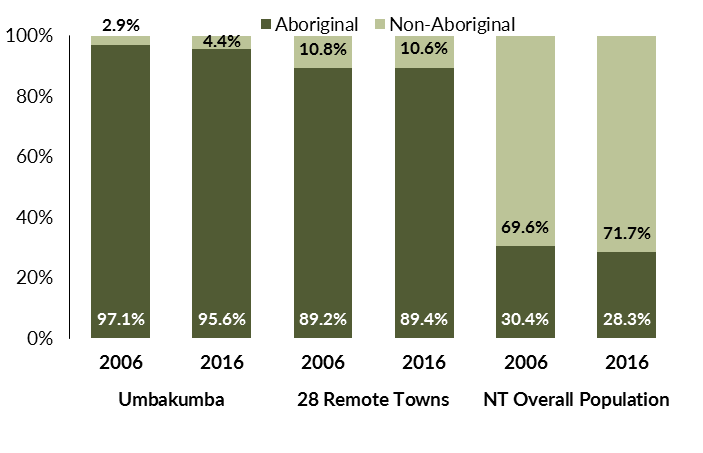 2.9%
Aboriginal Non-Aboriginal
100%
4.4% 10.8% 10.6%
80%
60%
40%
69.6% 71.7%
20%
97.1% 95.6% 89.2% 89.4% 30.4% 28.3%
0%
2006 2016 2006 2016 2006 2016
Umbakumba 28 Remote Towns NT Overall Population